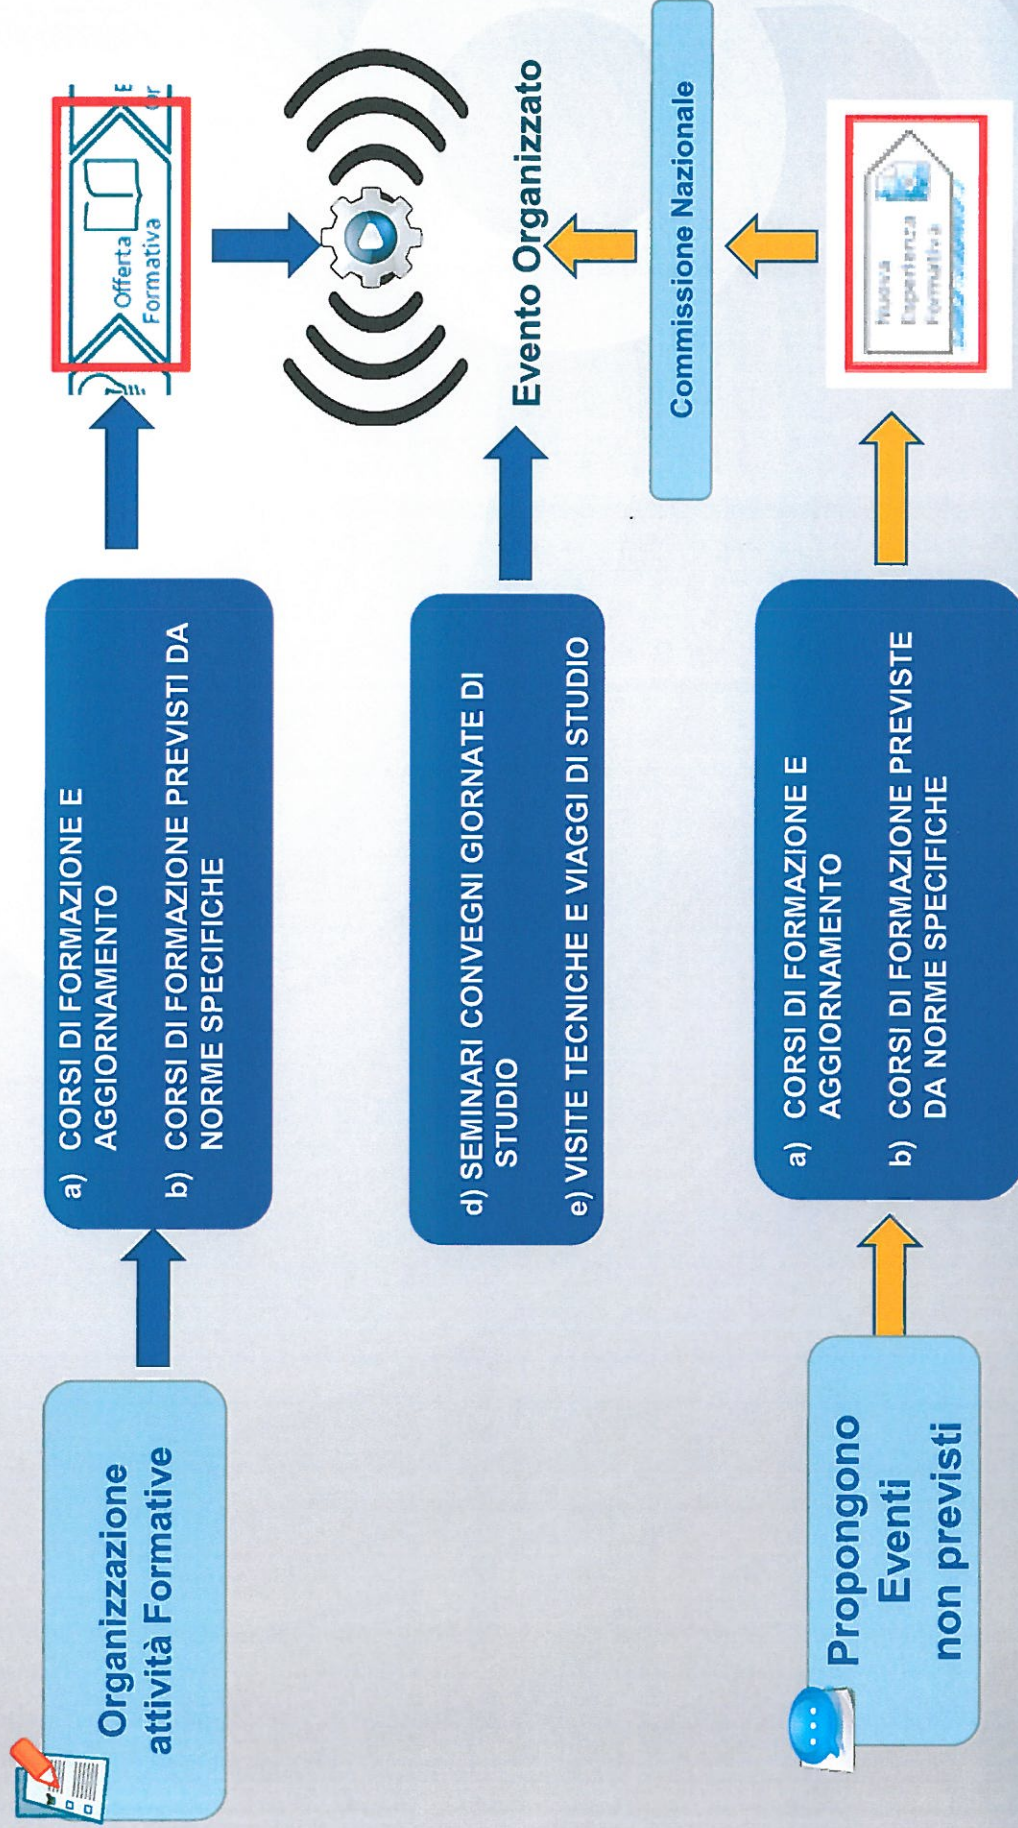 Organizzazione
attività Formative
a) CORSI DI FORMAZIONE E
AGGIORNAMENTO
b) CORSI DI FORMAZIONE PREVISTI DA
NORME SPECIFICHE
Offerta
Formativa
E
or
d) SEMINARI CONVEGNI GIORNATE DI
STUDIO
e) VISITE TECNICHE E VIAGGI DI STUDIO
Evento Organizzato
Commissione Nazionale
Propongono
Eventi
non previsti
a) CORSI DI FORMAZIONE E
AGGIORNAMENTO
b) CORSI DI FORMAZIONE PREVISTE
DA NORME SPECIFICHE
Nuova
Esperienza
Formativa